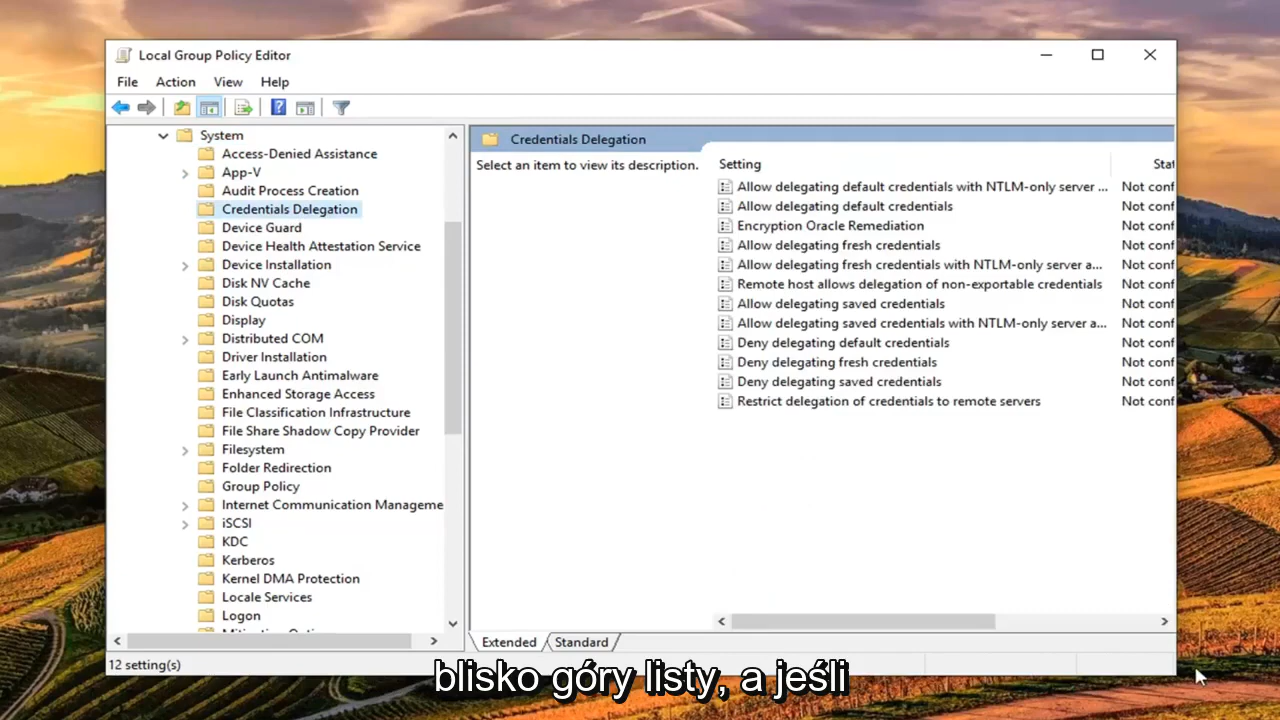 Local Group Policy Editor
File Action View Help
System
Access-Denied Assistance
App-V
Audit Process Creation
Credentials Delegation
Device Guard
Device Health Attestation Service
Device Installation
Disk NV Cache
Disk Quotas
Display
Distributed COM
Driver Installation
Early Launch Antimalware
Enhanced Storage Access
File Classification Infrastructure
File Share Shadow Copy Provider
Filesystem
Folder Redirection
Group Policy
Internet Communication Manageme
iSCSI
KDC
Kerberos
Kernel DMA Protection
Locale Services
Logon
Credentials Delegation
Select an item to view its description.
Setting Stat
Allow delegating default credentials with NTLM-only server ... Not conf
Allow delegating default credentials Not conf
Encryption Oracle Remediation Not conf
Allow delegating fresh credentials Not conf
Allow delegating fresh credentials with NTLM-only server a... Not conf
Remote host allows delegation of non-exportable credentials Not conf
Allow delegating saved credentials Not conf
Allow delegating saved credentials with NTLM-only server a... Not conf
Deny delegating default credentials Not conf
Deny delegating fresh credentials Not conf
Deny delegating saved credentials Not conf
Restrict delegation of credentials to remote servers Not conf
Extended Standard
12 setting(s)
blisko góry listy, a jeśli